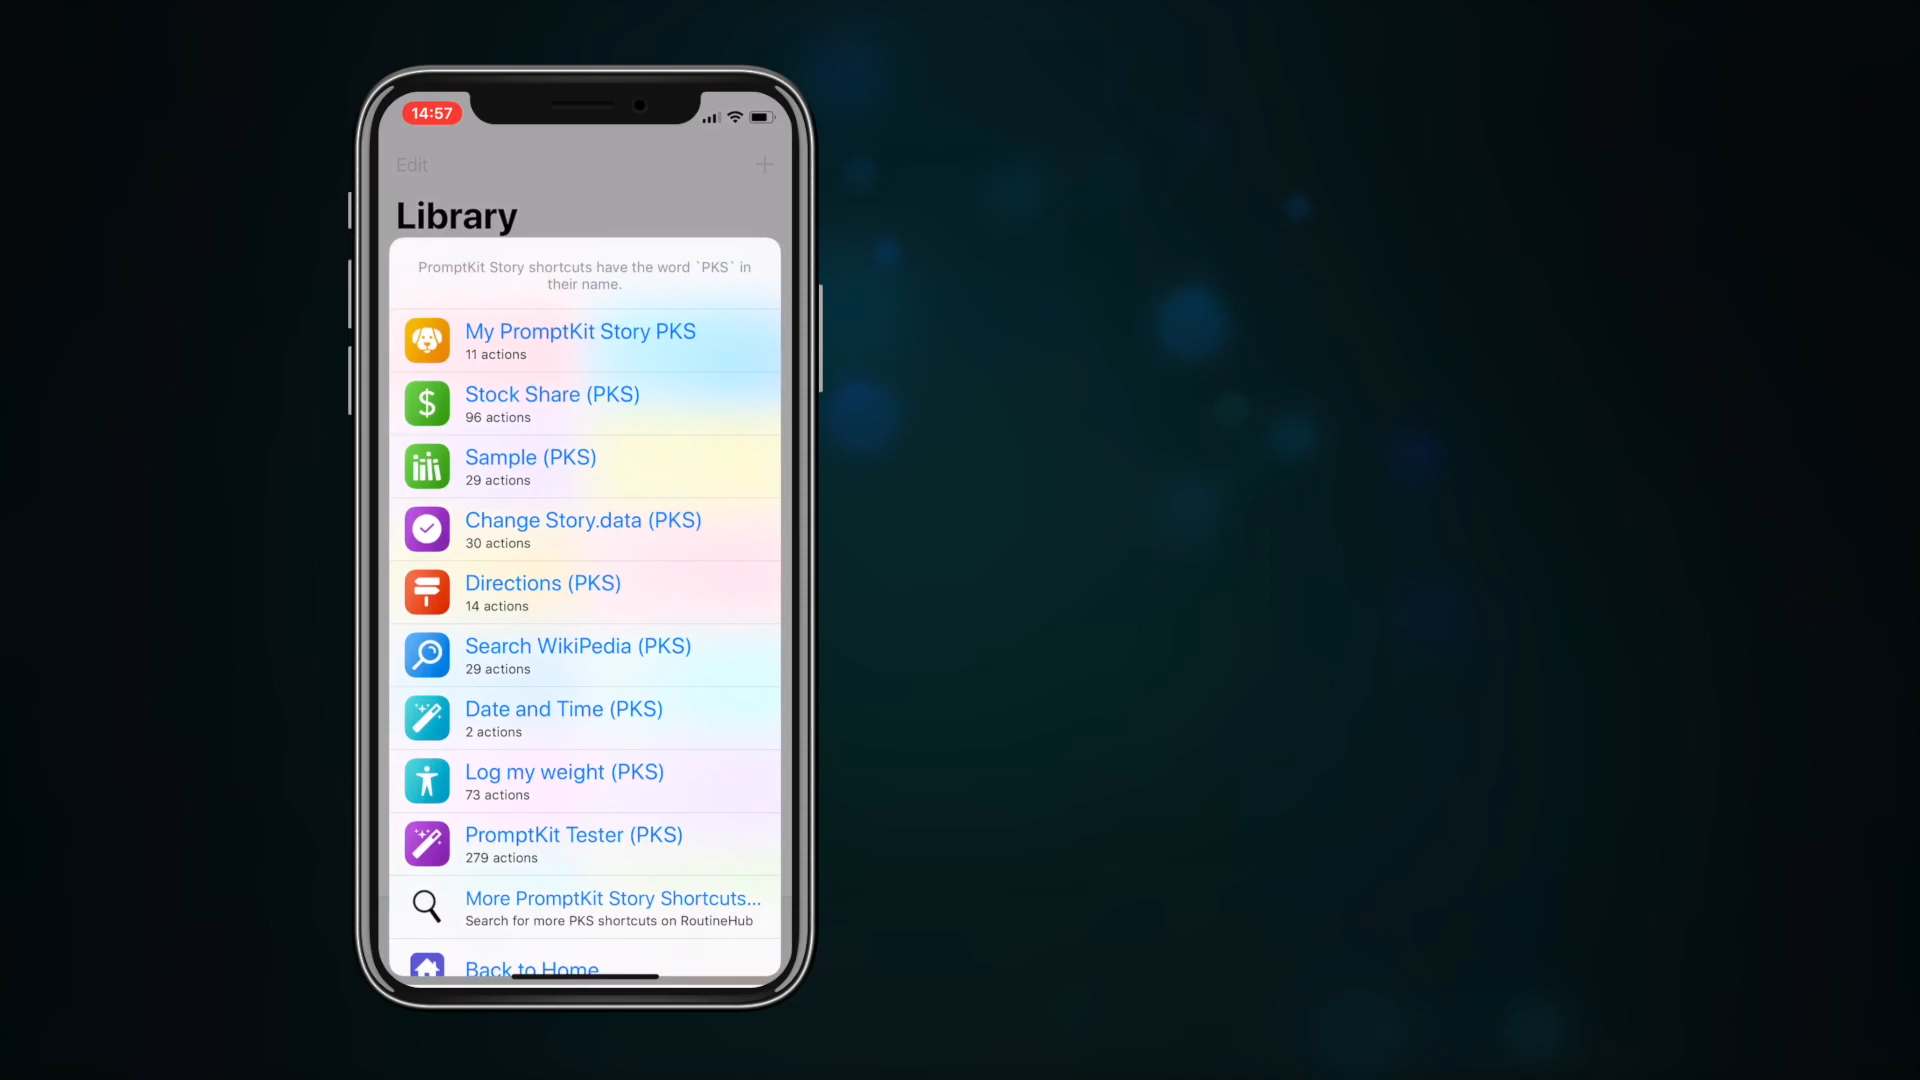 14:57
Edit
Library
PromptKit Story shortcuts have the word `PKS` in
their name.
My PromptKit Story PKS
11 actions
Stock Share (PKS)
96 actions
Sample (PKS)
29 actions
Change Story.data (PKS)
30 actions
Directions (PKS)
14 actions
Search WikiPedia (PKS)
29 actions
Date and Time (PKS)
2 actions
Log my weight (PKS)
73 actions
PromptKit Tester (PKS)
279 actions
More PromptKit Story Shortcuts...
Search for more PKS shortcuts on RoutineHub
Back to Home